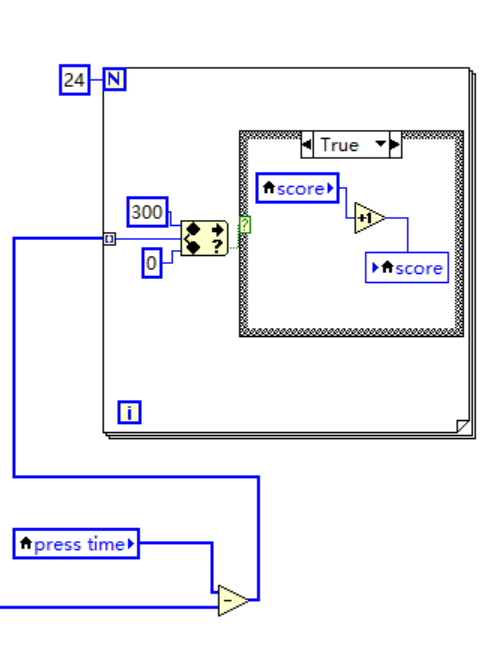 24 N
True
score
300
+1
?
?
0
score
i
press time
-